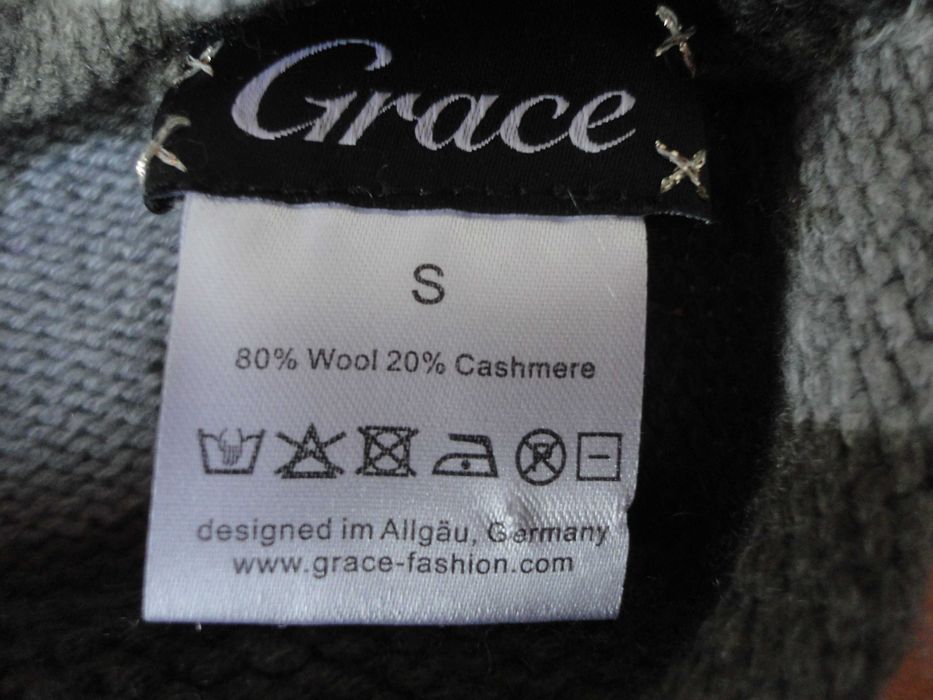 Grace
S
80% Wool 20% Cashmere
designed im Allgäu, Germany
www.grace-fashion.com